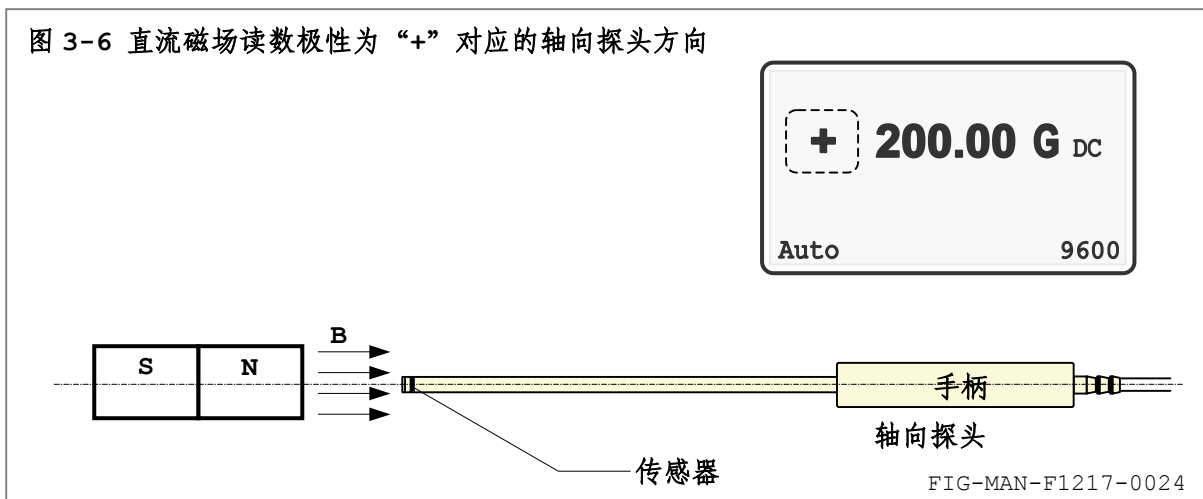 图 3-6 直流磁场读数极性为“+”对应的轴向探头方向
+ 200.00 G DC
Auto 9600
B
S N
手柄
轴向探头
传感器
FIG-MAN-F1217-0024